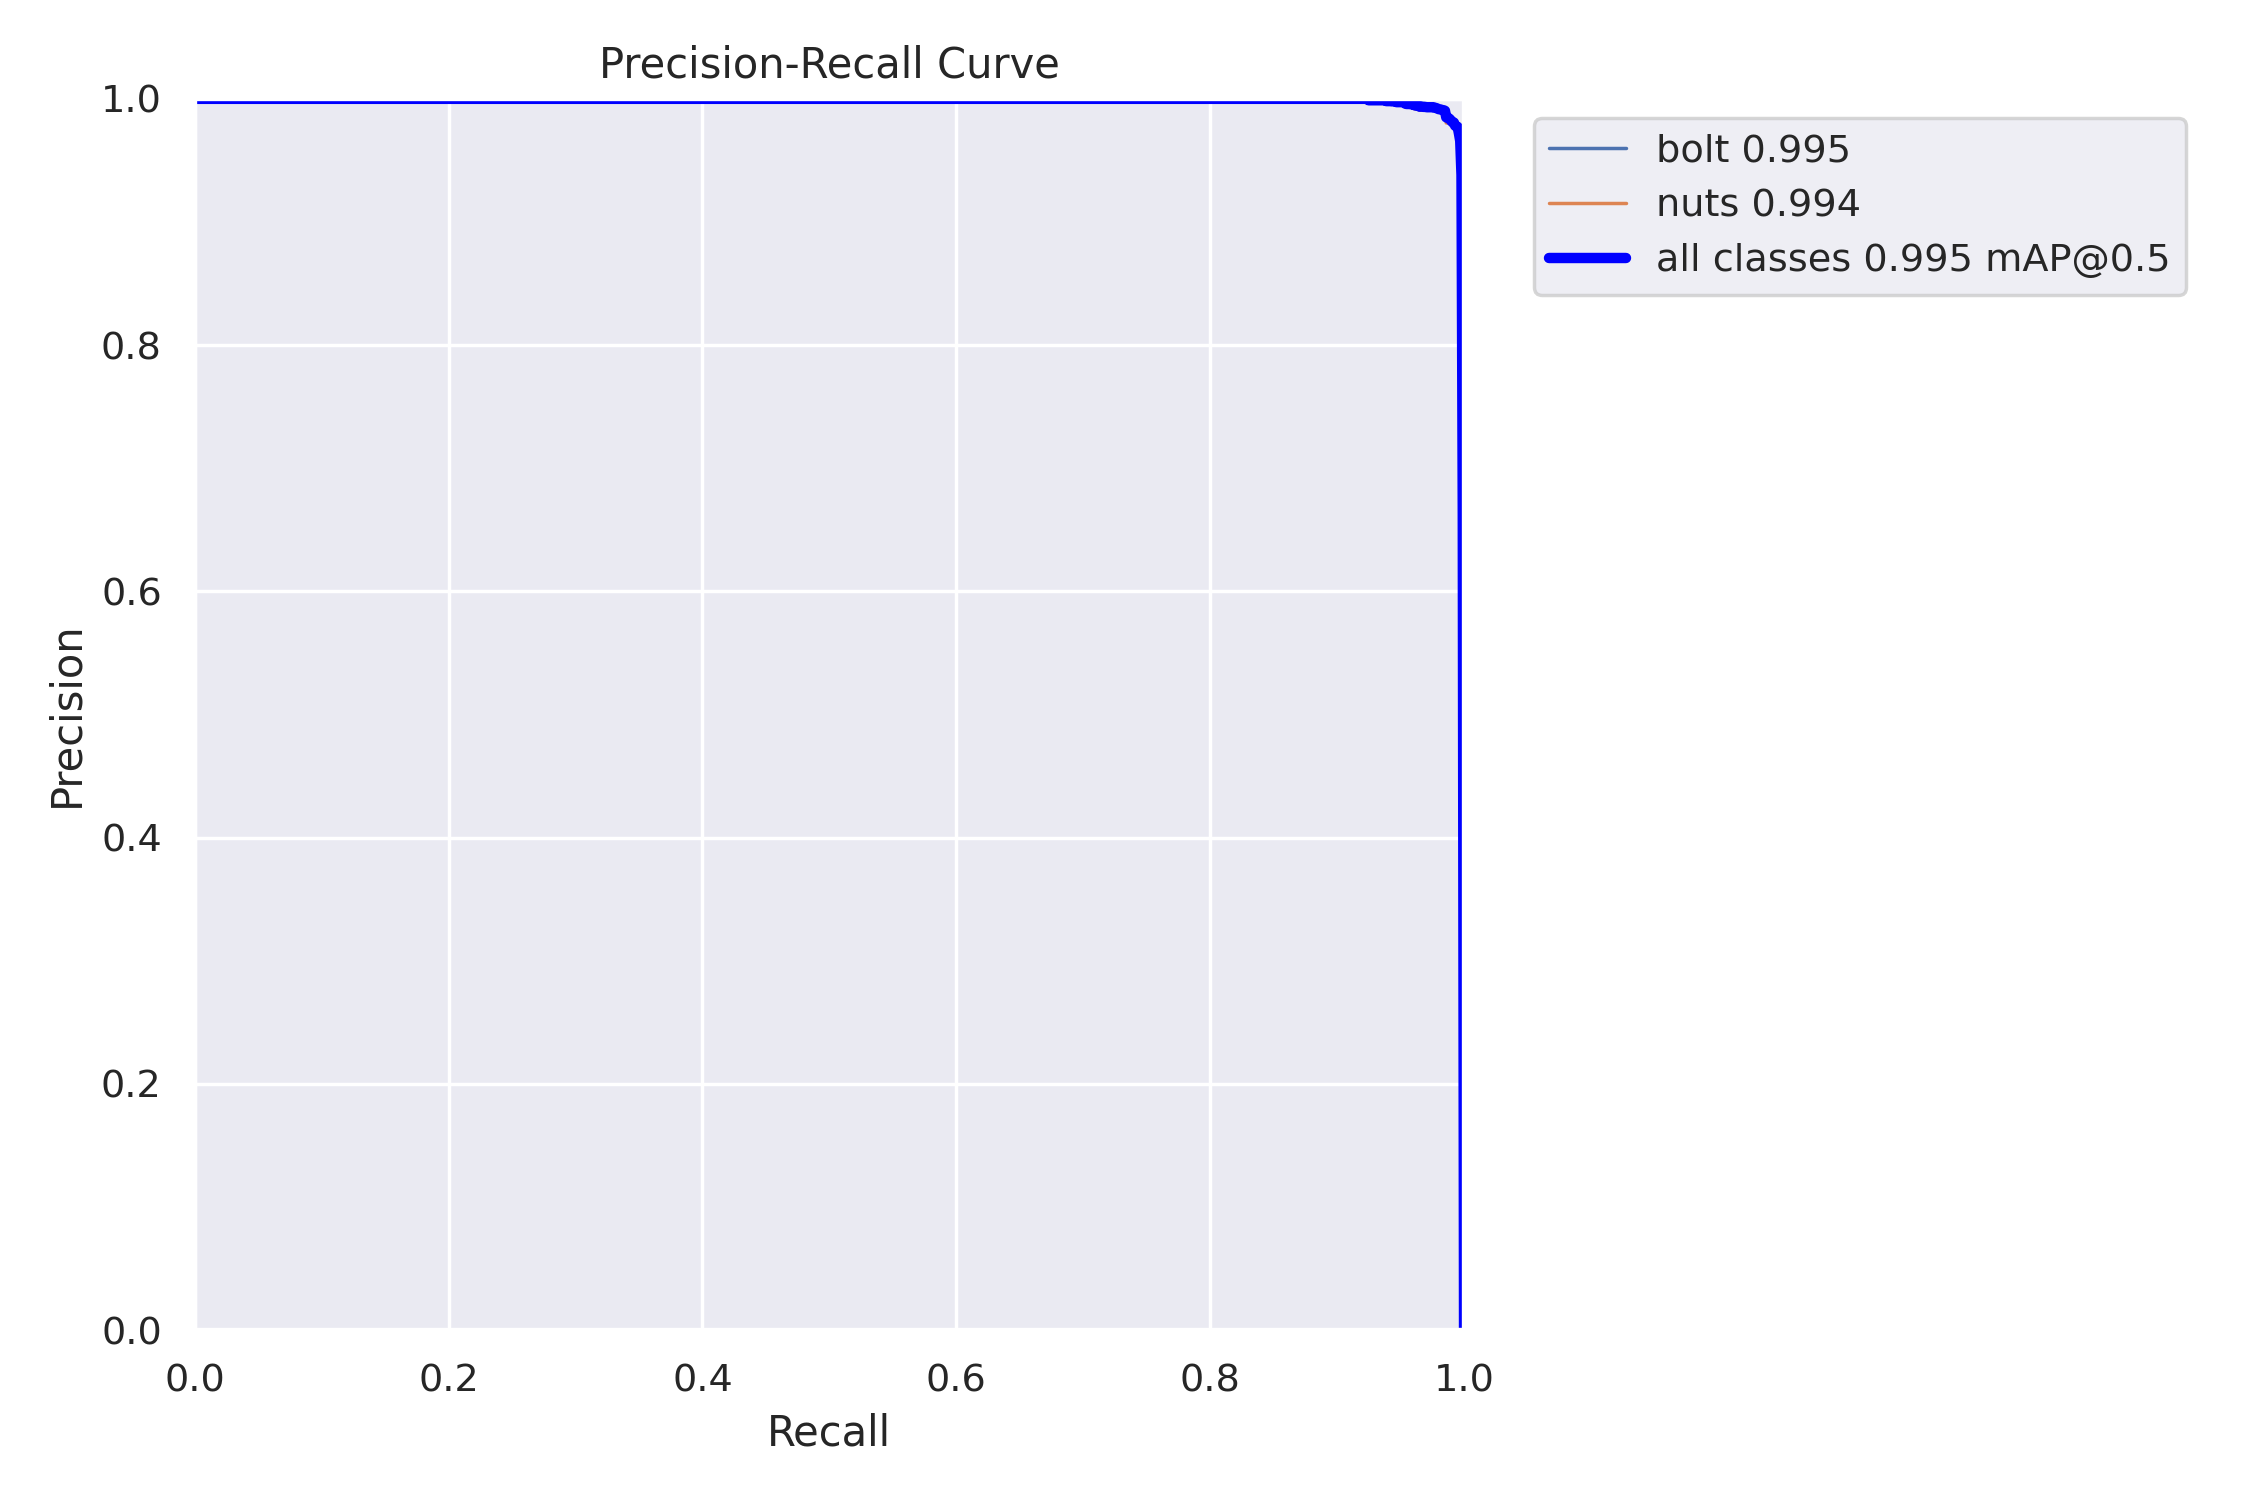 Precision-Recall Curve
1.0
0.8
0.6
0.4
0.2
0.0
Precision
0.0 0.2 0.4 0.6 0.8 1.0
Recall
bolt 0.995
nuts 0.994
all classes 0.995 mAP@0.5